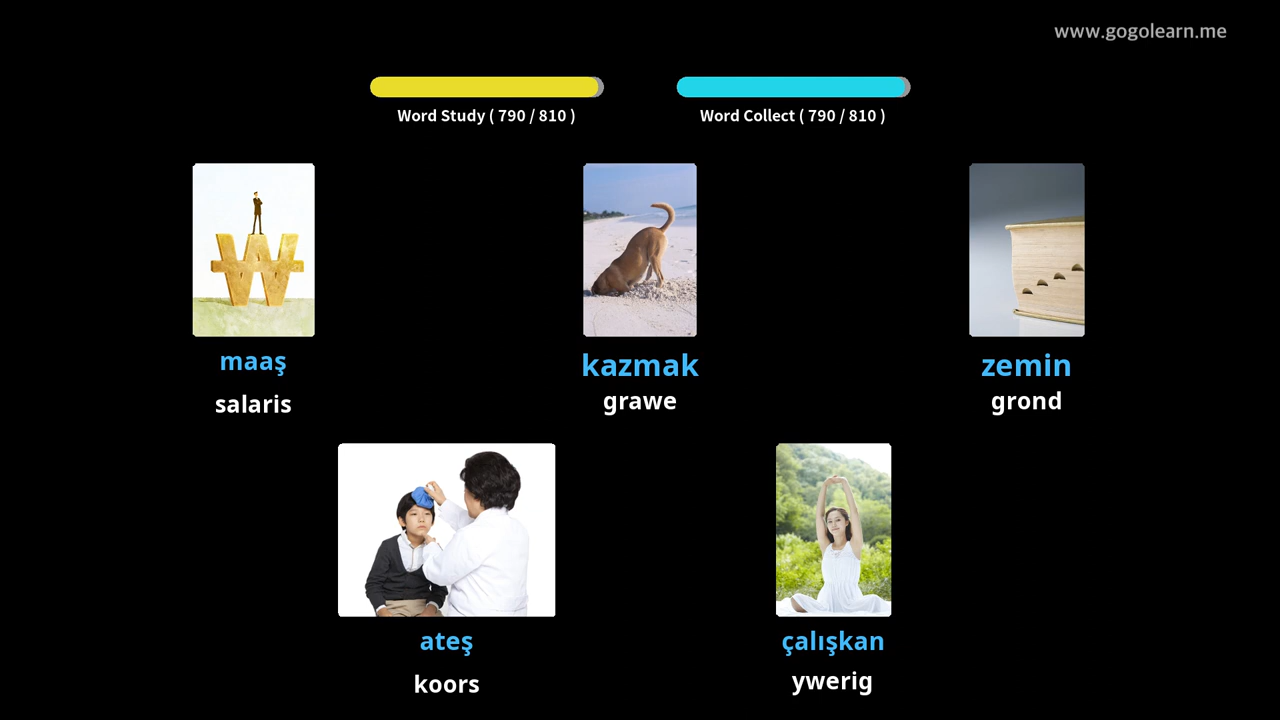 www.gogolearn.me
Word Study ( 790 / 810 )
Word Collect ( 790 / 810 )
maaş
kazmak
zemin
salaris
grawe
grond
ateş
çalışkan
koors
ywerig